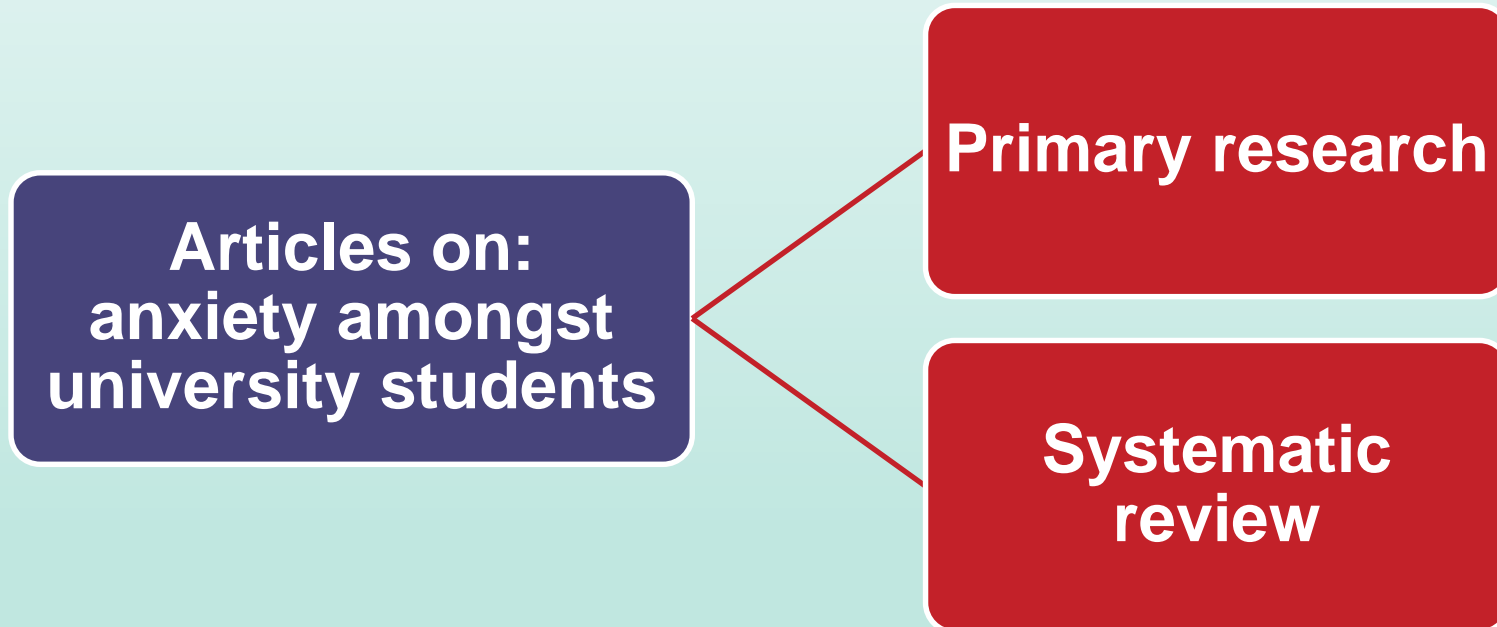 Articles on:
anxiety amongst
university students
Primary research
Systematic
review